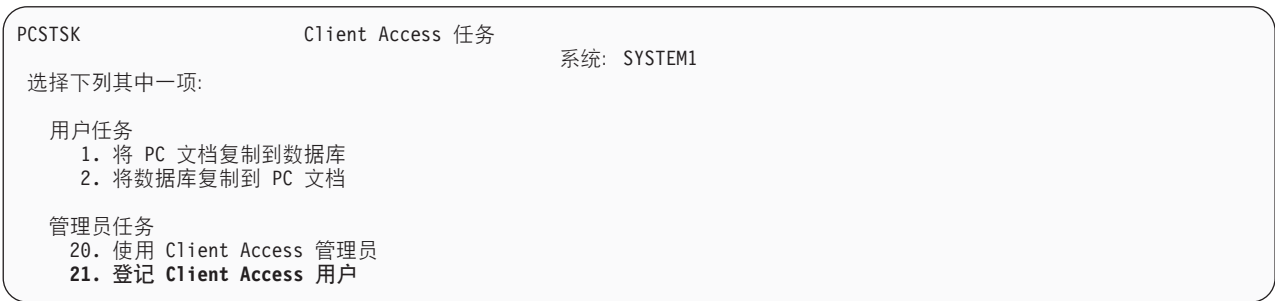 PCSTSK Client Access 任务
系统: SYSTEM1
选择下列其中一项:
用户任务
1. 将 PC 文档复制到数据库
2. 将数据库复制到 PC 文档
管理员任务
20. 使用 Client Access 管理员
21. 登记 Client Access 用户